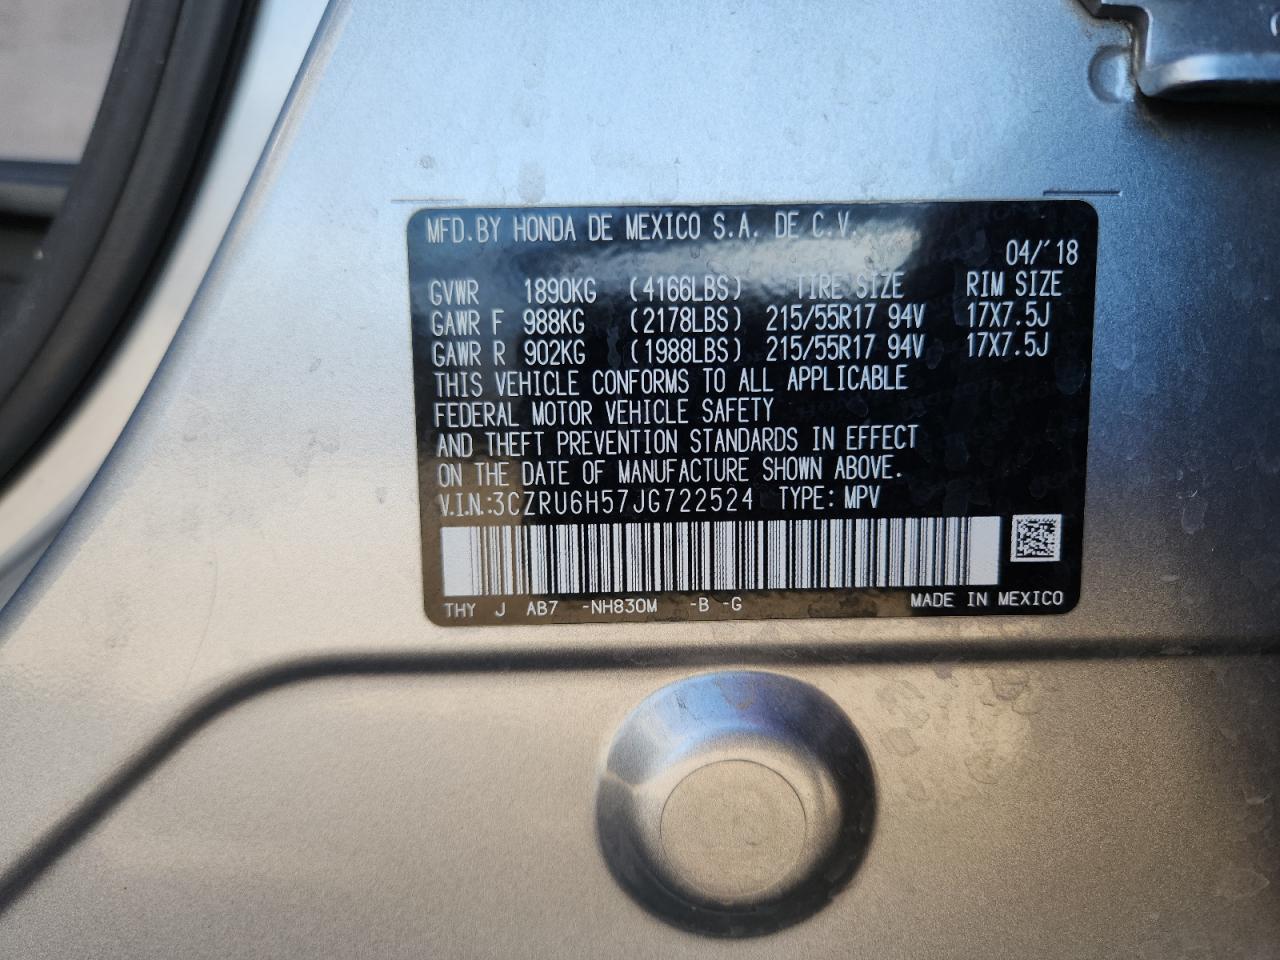 MFD.BY HONDA DE MEXICO S.A. DE C.V.
04/´18
GVWR 1890KG (4166LBS) TIRE SIZE RIM SIZE
GAWR F 988KG (2178LBS) 215/55R17 94V 17X7.5J
GAWR R 902KG (1988LBS) 215/55R17 94V 17X7.5J
THIS VEHICLE CONFORMS TO ALL APPLICABLE
FEDERAL MOTOR VEHICLE SAFETY
AND THEFT PREVENTION STANDARDS IN EFFECT
ON THE DATE OF MANUFACTURE SHOWN ABOVE.
V.I.N.:3CZRU6H57JG722524 TYPE: MPV
THY J AB7 -NH830M -B -G MADE IN MEXICO